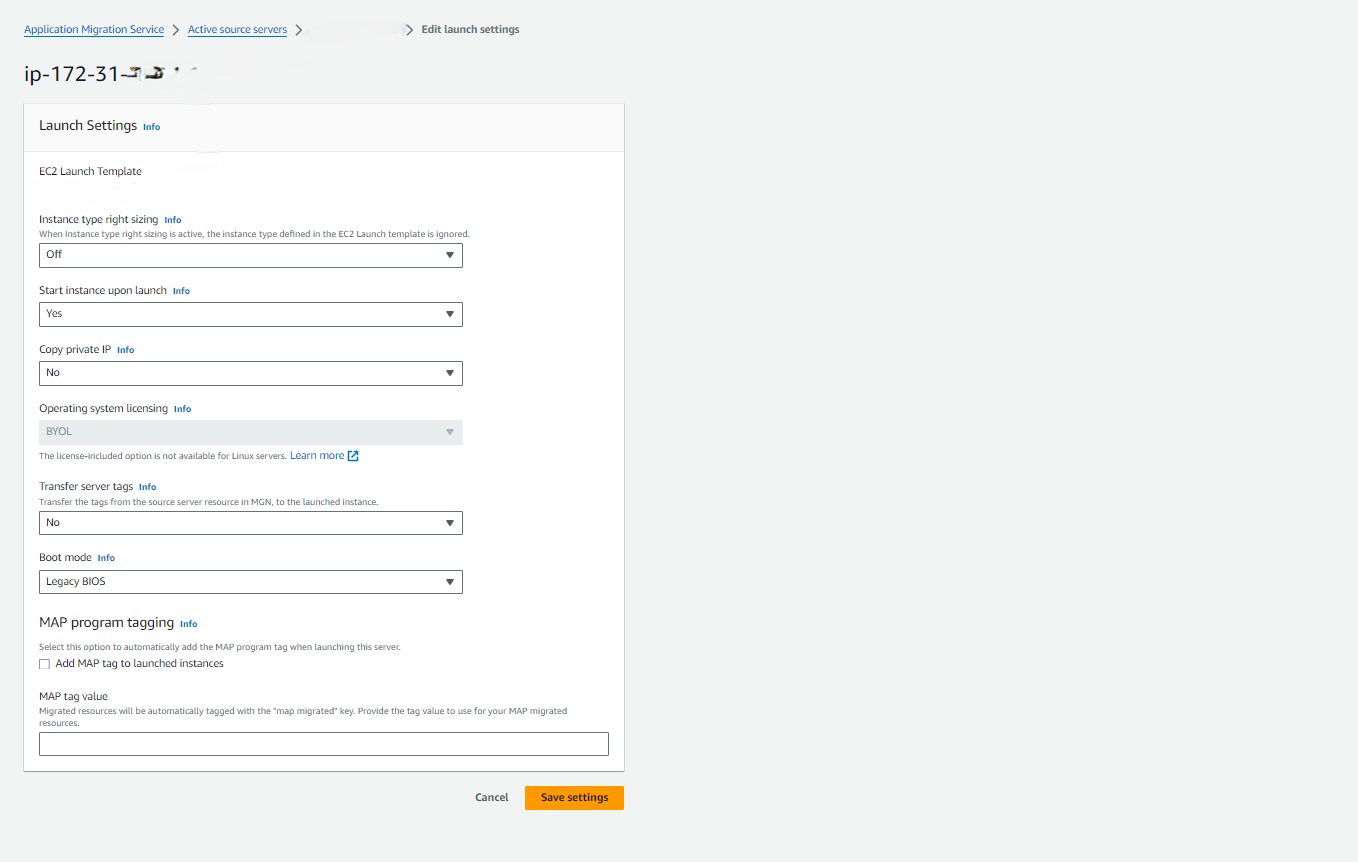 Application Migration Service > Active source servers > > Edit launch settings
ip-172-31-
Launch Settings Info
EC2 Launch Template
Instance type right sizing Info
When Instance type right sizing is active, the instance type defined in the EC2 Launch template is ignored.
Off
Start instance upon launch Info
Yes
Copy private IP Info
No
Operating system licensing Info
BYOL
The license-included option is not available for Linux servers. Learn more
Transfer server tags Info
Transfer the tags from the source server resource in MGN, to the launched instance.
No
Boot mode Info
Legacy BIOS
MAP program tagging Info
Select this option to automatically add the MAP program tag when launching this server.
Add MAP tag to launched instances
MAP tag value
Migrated resources will be automatically tagged with the "map migrated" key. Provide the tag value to use for your MAP migrated
resources.
Cancel Save settings